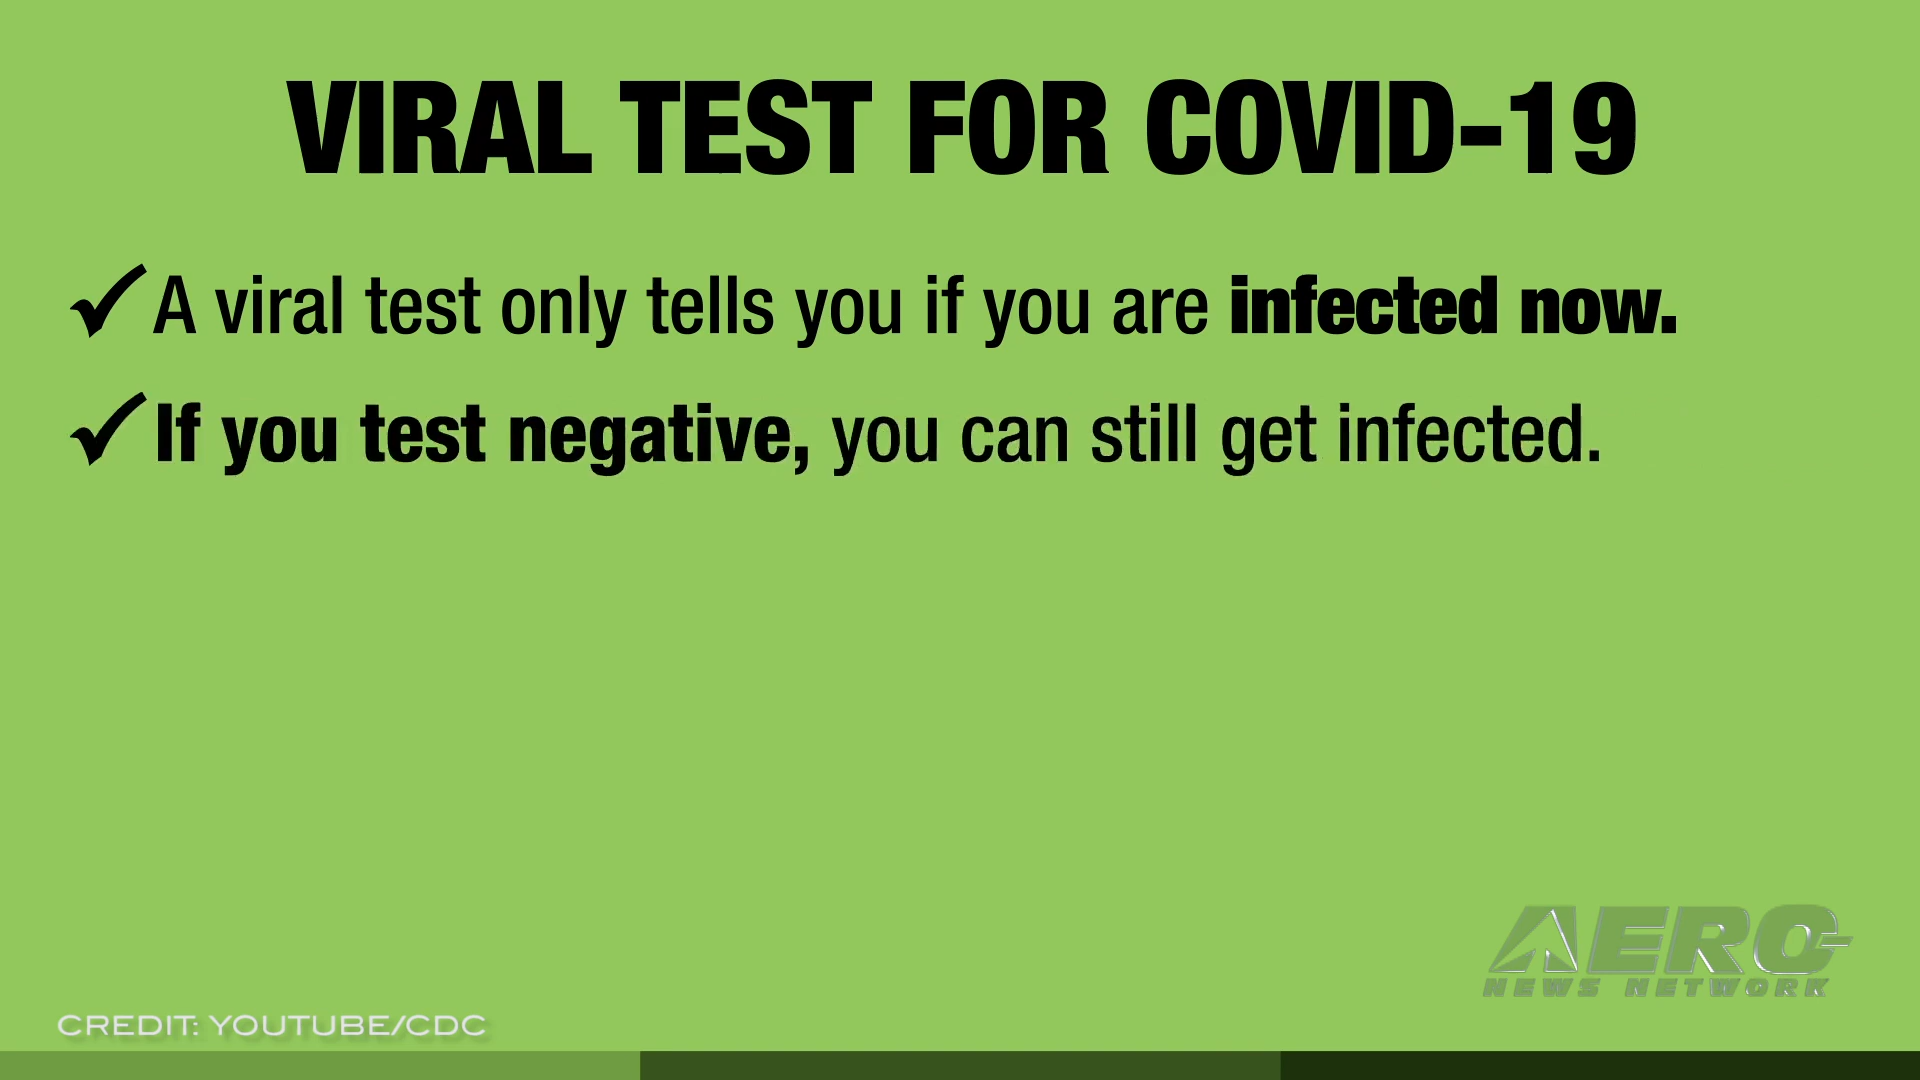 VIRAL TEST FOR COVID-19
A viral test only tells you if you are infected now.
If you test negative, you can still get infected.
AERO
NEWS NETWORK
CREDIT: YOUTUBE/CDC